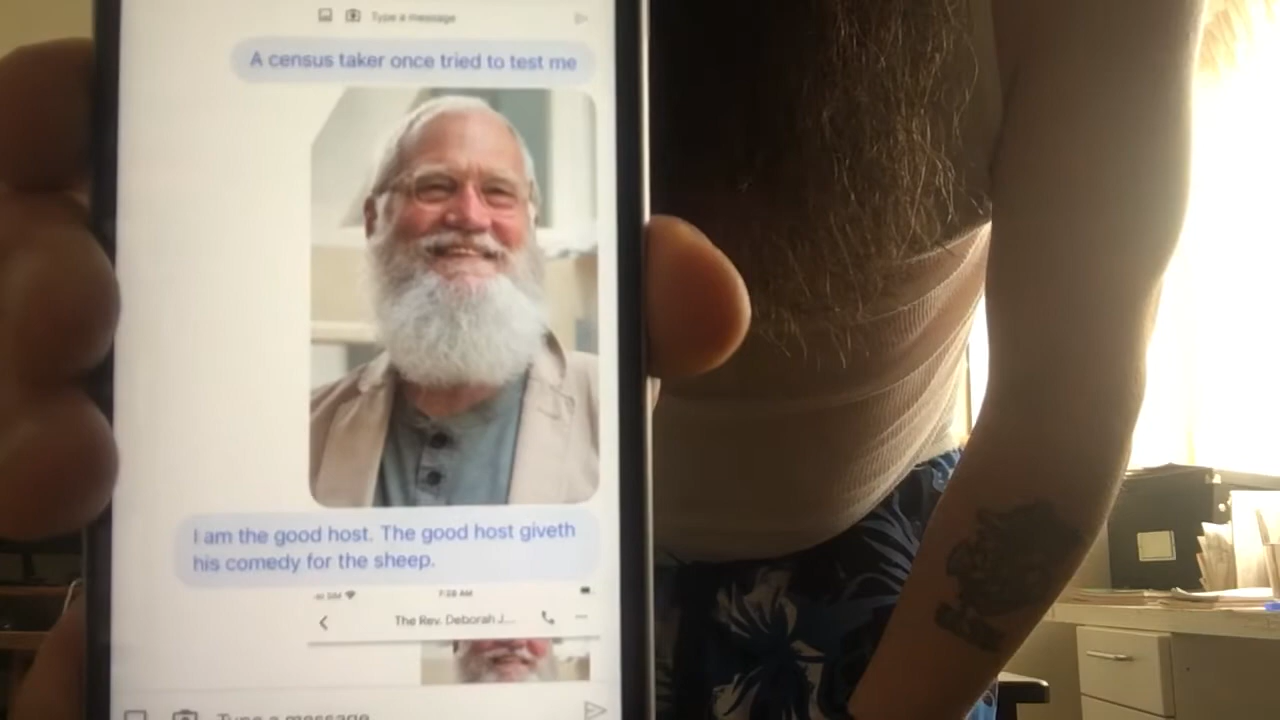 Type a message
A census taker once tried to test me
I am the good host. The good host giveth
his comedy for the sheep.
SIM 7:28 AM
The Rev. Deborah J...
Type a message